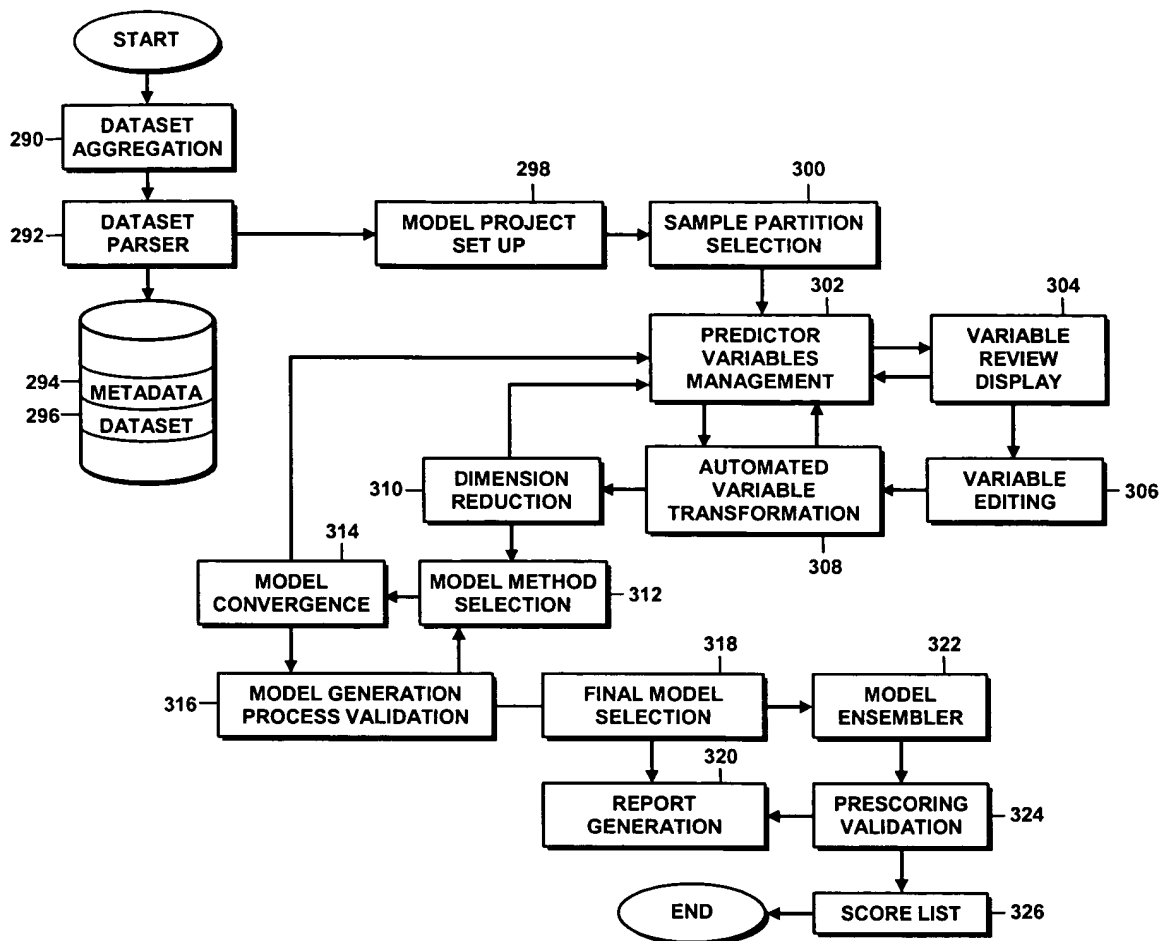 START
290
DATASET
AGGREGATION
298
300
292
DATASET
PARSER
MODEL PROJECT
SET UP
SAMPLE PARTITION
SELECTION
302
304
PREDICTOR
VARIABLES
MANAGEMENT
VARIABLE
REVIEW
DISPLAY
294
METADATA
296
DATASET
310
DIMENSION
REDUCTION
AUTOMATED
VARIABLE
TRANSFORMATION
VARIABLE
EDITING
306
308
314
MODEL
CONVERGENCE
MODEL METHOD
SELECTION
312
318
322
316
MODEL GENERATION
PROCESS VALIDATION
FINAL MODEL
SELECTION
MODEL
ENSEMBLER
320
REPORT
GENERATION
PRESCORING
VALIDATION
324
END
SCORE LIST
326